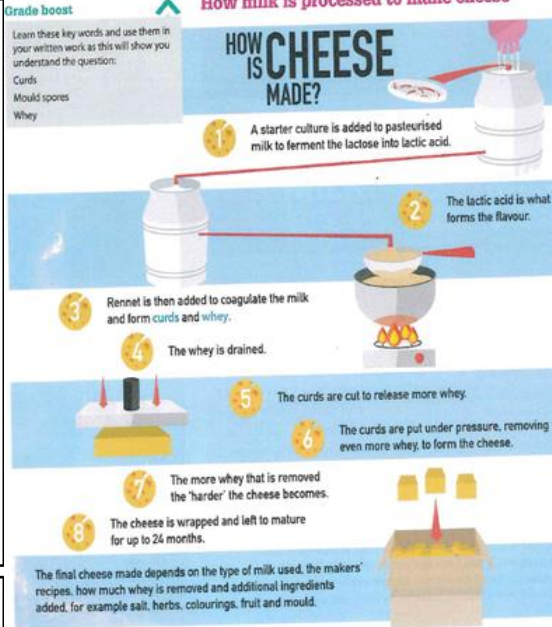 Grade boost
How milk is processed to make cheese
Learn these key words and use them in
your written work as this will show you
understand the question:
Curds
Mould spores
Whey
HOW
IS CHEESE
MADE?
1
A starter culture is added to pasteurised
milk to ferment the lactose into lactic acid.
2
The lactic acid is what
forms the flavour.
3
Rennet is then added to coagulate the milk
and form curds and whey.
4
The whey is drained.
5
The curds are cut to release more whey.
6
The curds are put under pressure, removing
even more whey, to form the cheese.
7
The more whey that is removed
the 'harder' the cheese becomes.
8
The cheese is wrapped and left to mature
for up to 24 months.
The final cheese made depends on the type of milk used, the makers'
recipes, how much whey is removed and additional ingredients
added, for example salt, herbs, colourings, fruit and mould.